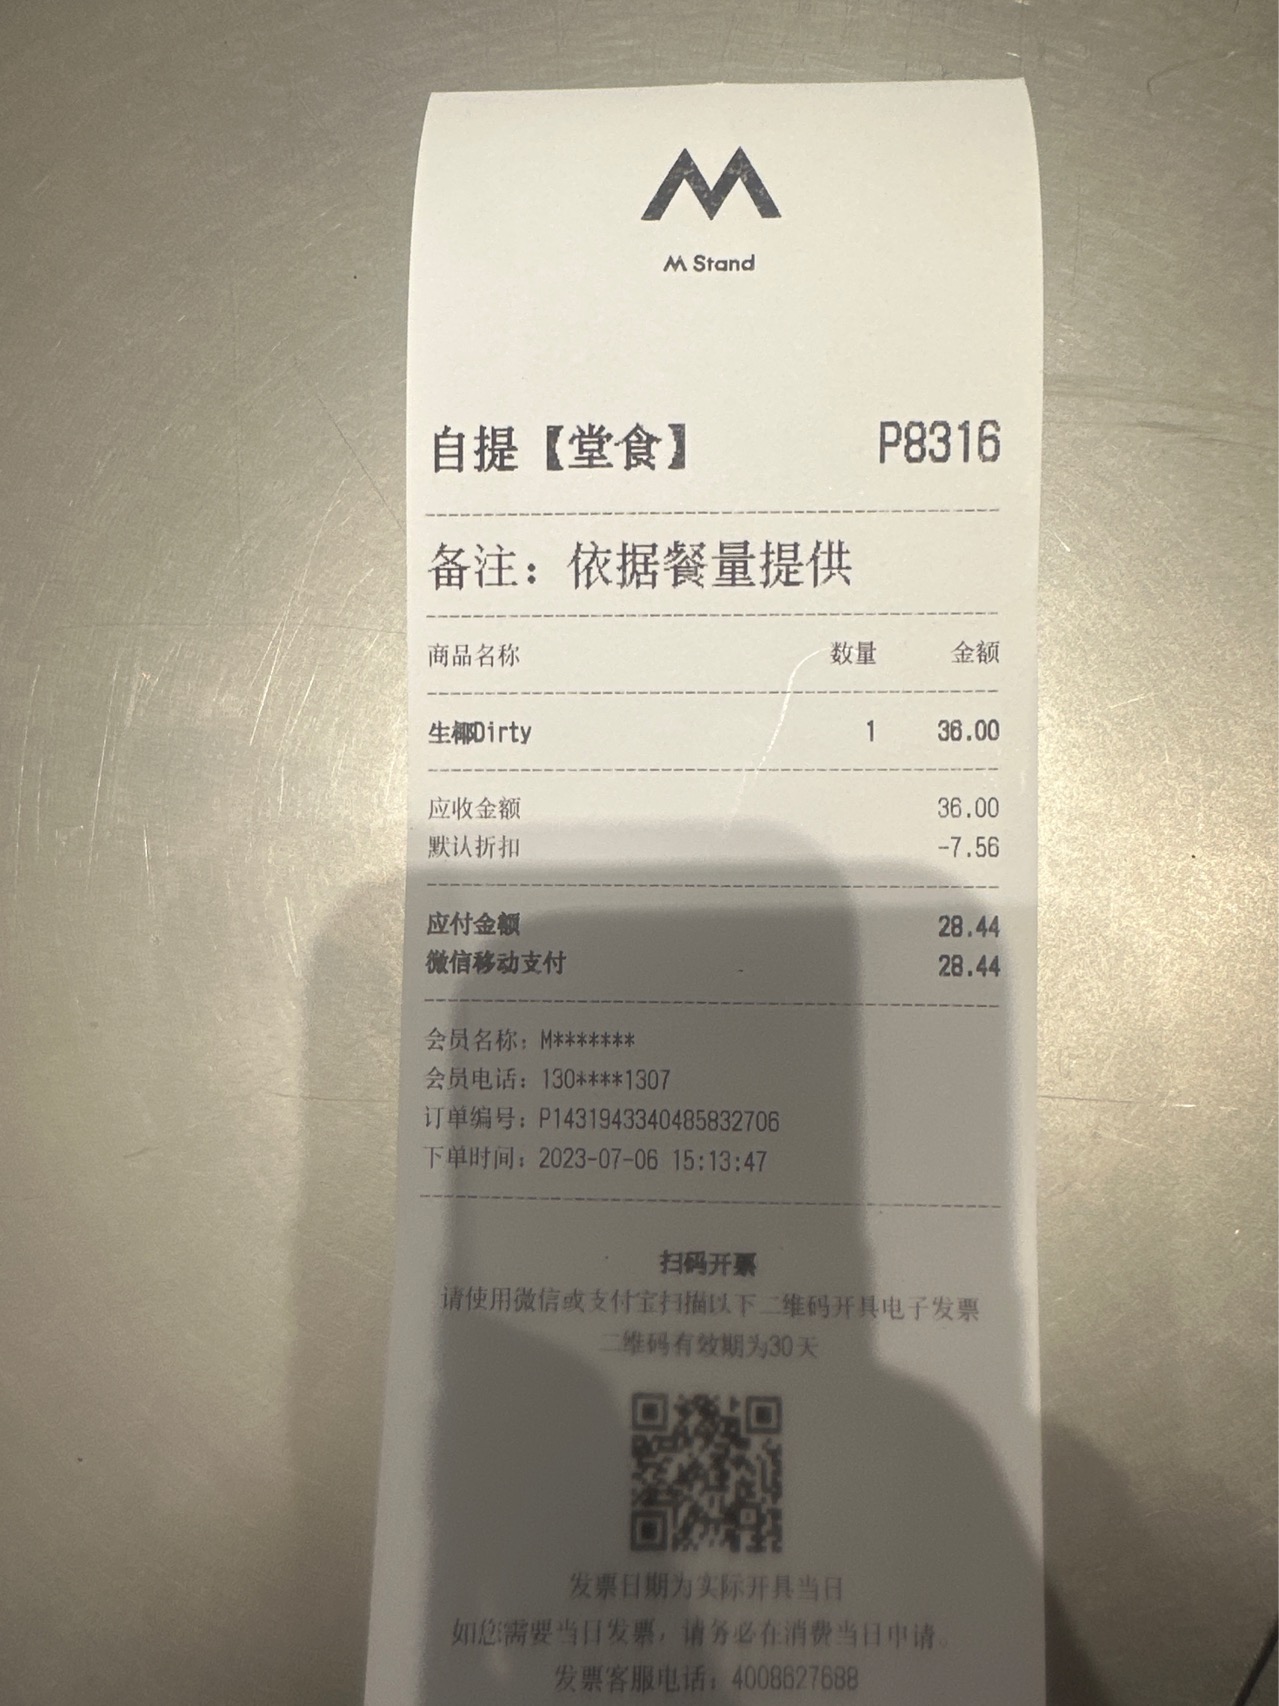 M Stand
自提【堂食】 P8316
备注：依据餐量提供
商品名称 数量 金额
生椰Dirty 1 36.00
应收金额 36.00
默认折扣 -7.56
应付金额 28.44
微信移动支付 28.44
会员名称：M*******
会员电话：130****1307
订单编号：P1431943340485832706
下单时间：2023-07-06 15:13:47
扫码开票
请使用微信或支付宝扫描以下二维码开具电子发票
二维码有效期为30天
发票日期为实际开具当日
如您需要当日发票，请务必在消费当日申请。
发票客服电话：4008627688